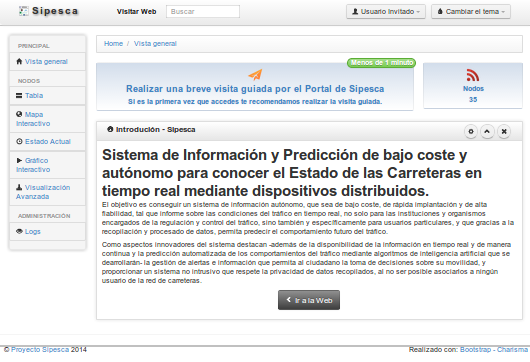 Sipesca
Visitar Web
Buscar
Usuario Invitado
Cambiar el tema
PRINCIPAL
Vista general
NODOS
Tabla
Mapa
Interactivo
Estado Actual
Gráfico
Interactivo
Visualización
Avanzada
ADMINISTRACIÓN
Logs
Home / Vista general
Menos de 1 minuto
Realizar una breve visita guiada por el Portal de Sipesca
Si es la primera vez que accedes te recomendamos realizar la visita guiada.
Nodos
35
Introdución - Sipesca
Sistema de Información y Predicción de bajo coste y
autónomo para conocer el Estado de las Carreteras en
tiempo real mediante dispositivos distribuidos.
El objetivo es conseguir un sistema de información autónomo, que sea de bajo coste, de rápida implantación y de alta
fiabilidad, tal que informe sobre las condiciones del tráfico en tiempo real, no solo para las instituciones y organismos
encargados de la regulación y control del tráfico, sino también y específicamente para usuarios particulares, y que gracias a la
recopilación y procesado de datos, permita predecir el comportamiento futuro del tráfico.
Como aspectos innovadores del sistema destacan -además de la disponibilidad de la información en tiempo real y de manera
continua y la predicción automatizada de los comportamientos del tráfico mediante algoritmos de inteligencia artificial que se
desarrollarán- la gestión de alertas e información que permita al ciudadano la toma de decisiones sobre su movilidad, y
proporcionar un sistema no intrusivo que respete la privacidad de datos recopilados, al no ser posible asociarlos a ningún
usuario de la red de carreteras.
Ir a la Web
© Proyecto Sipesca 2014
Realizado con: Bootstrap - Charisma